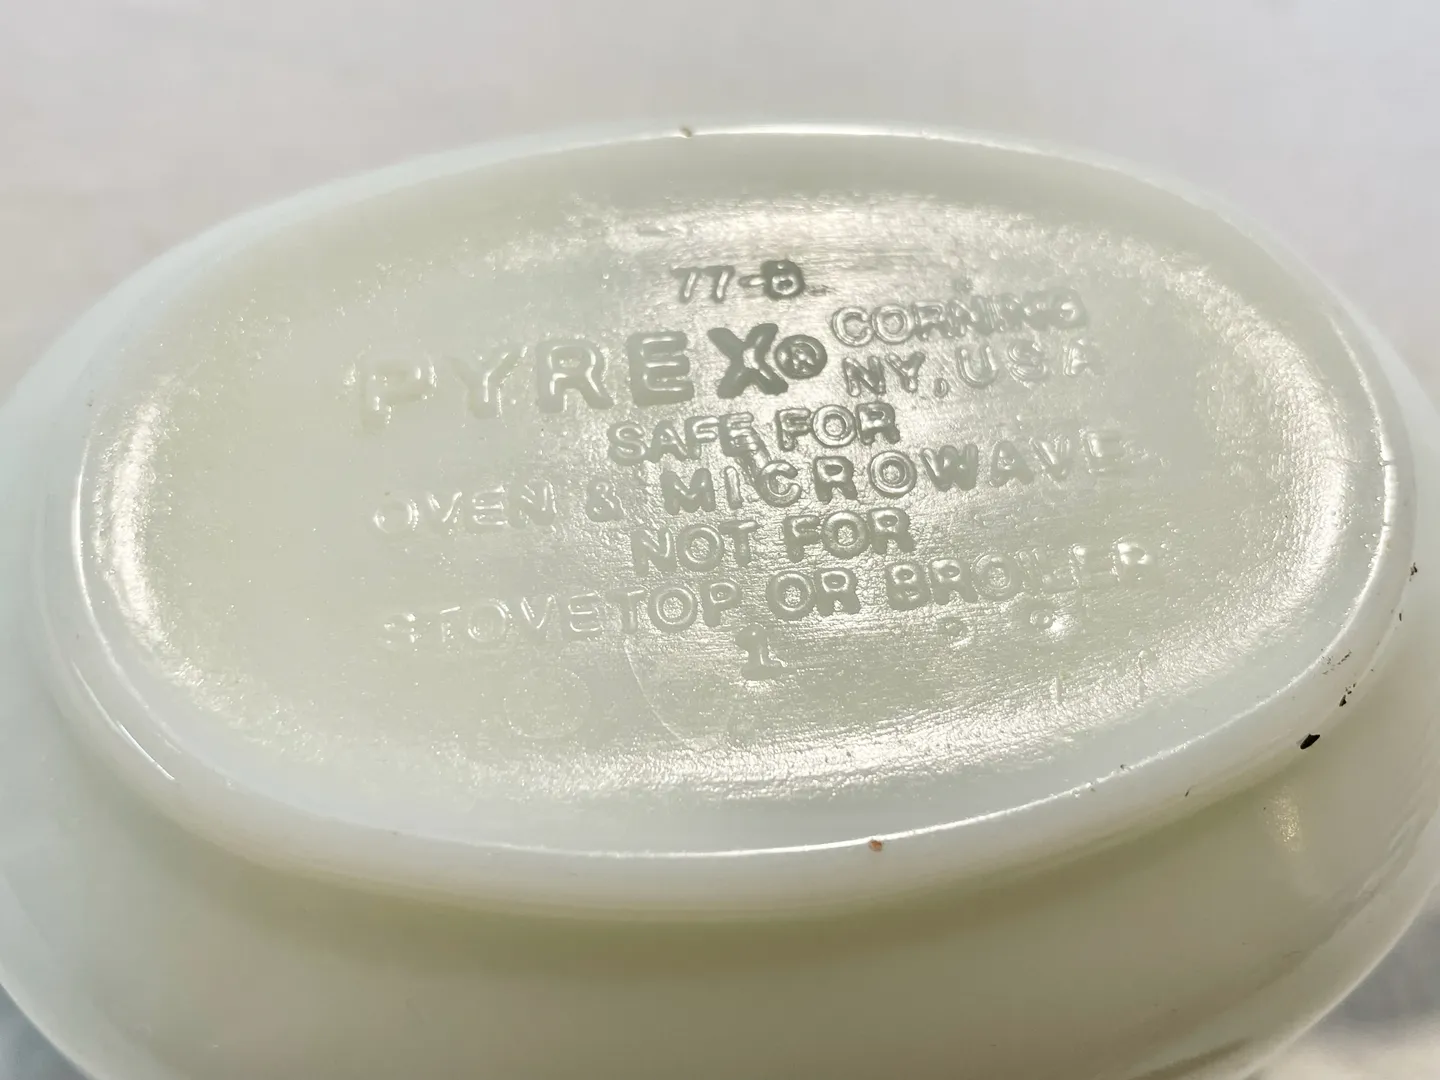 77-B
PYREX® CORNING
NY, USA
SAFE FOR
OVEN & MICROWAVE
NOT FOR
STOVETOP OR BROILER
1